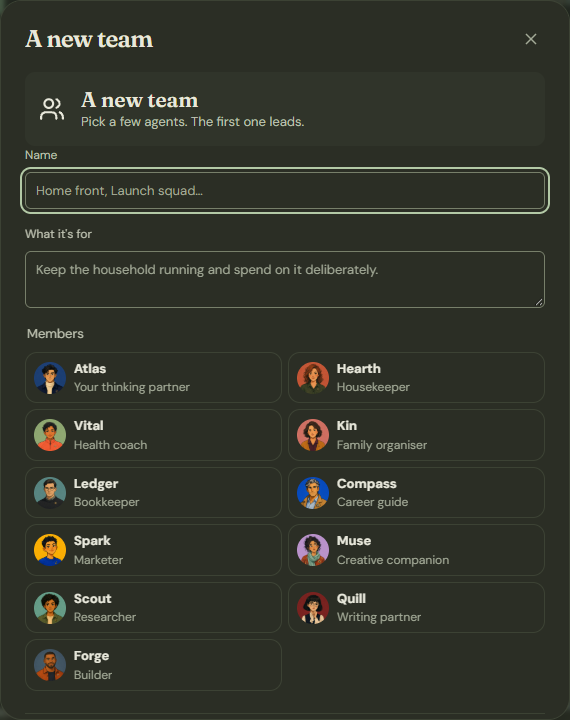 A new team
A new team
Pick a few agents. The first one leads.
Name
Home front, Launch squad...
What it's for
Keep the household running and spend on it deliberately.
Members
Atlas
Your thinking partner
Hearth
Housekeeper
Vital
Health coach
Kin
Family organiser
Ledger
Bookkeeper
Compass
Career guide
Spark
Marketer
Muse
Creative companion
Scout
Researcher
Quill
Writing partner
Forge
Builder